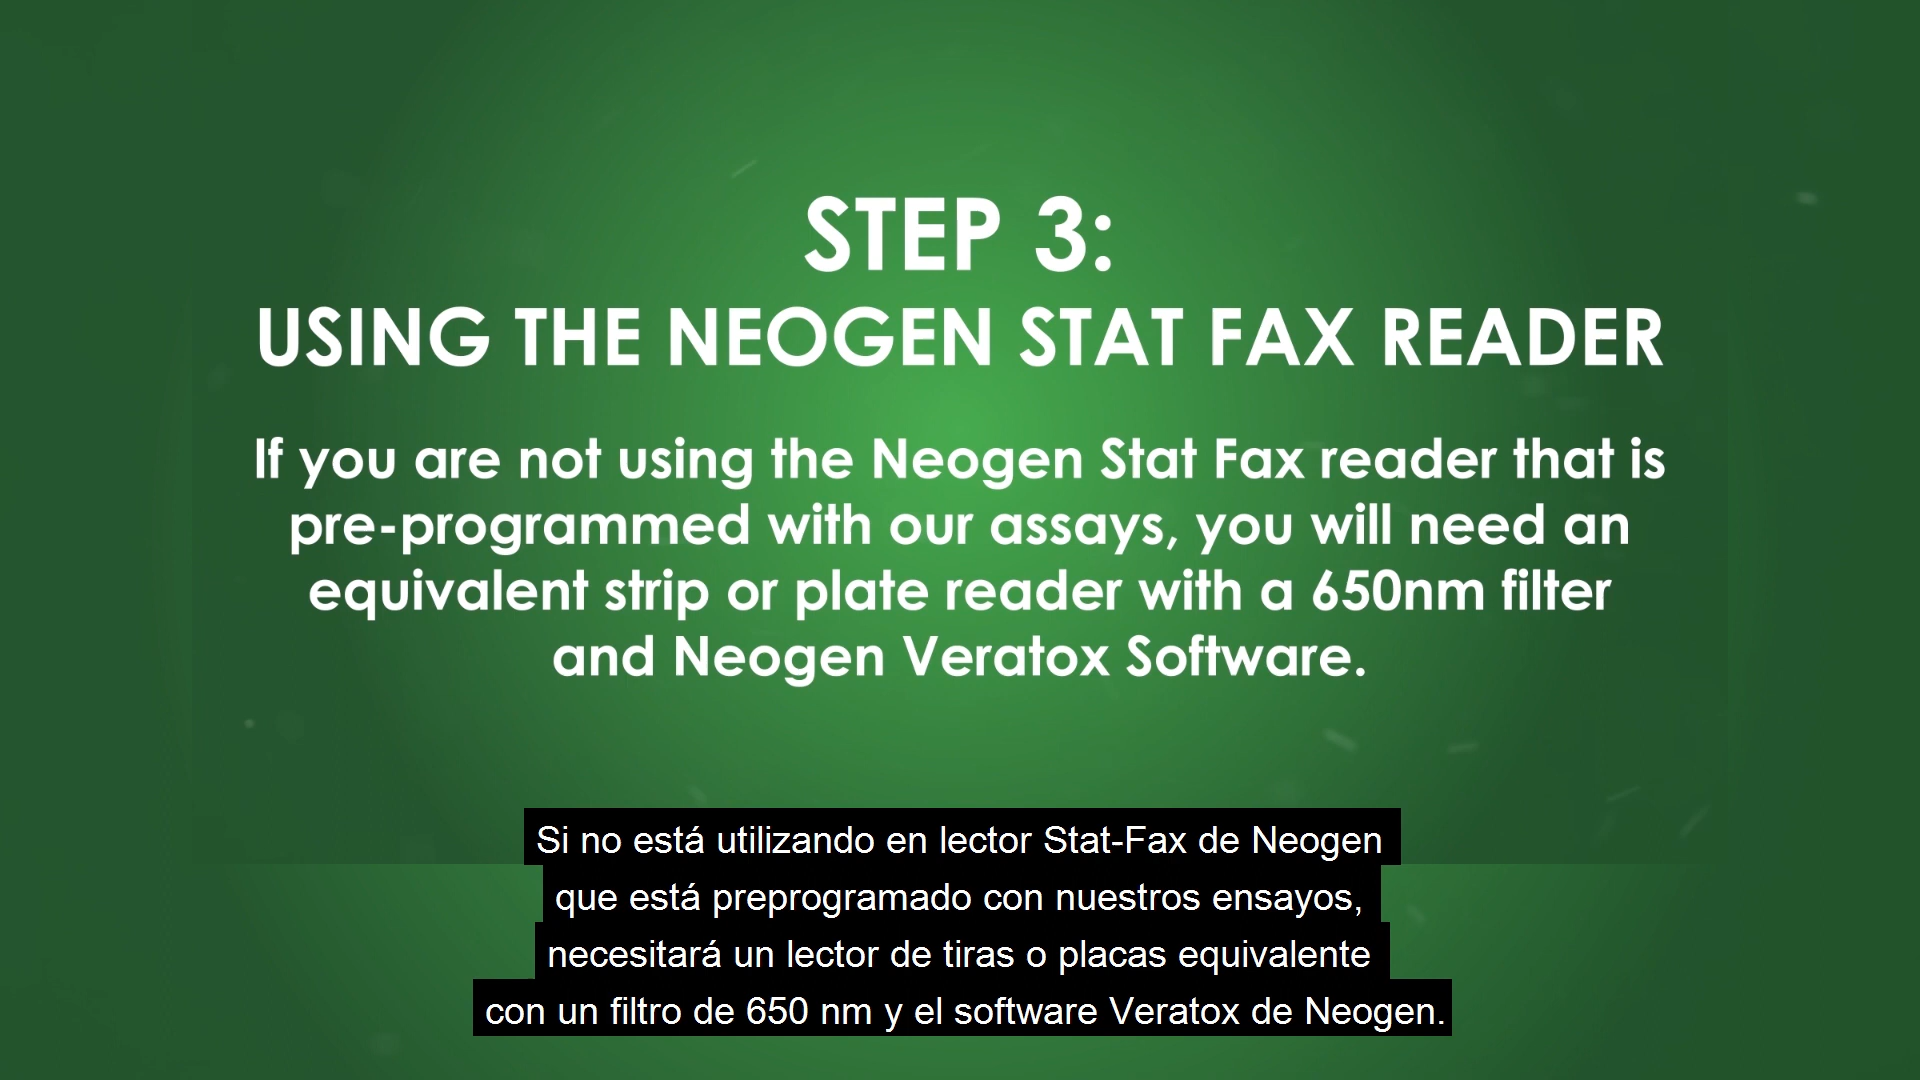 STEP 3:
USING THE NEOGEN STAT FAX READER
If you are not using the Neogen Stat Fax reader that is
pre-programmed with our assays, you will need an
equivalent strip or plate reader with a 650nm filter
and Neogen Veratox Software.
Si no está utilizando en lector Stat-Fax de Neogen
que está preprogramado con nuestros ensayos,
necesitará un lector de tiras o placas equivalente
con un filtro de 650 nm y el software Veratox de Neogen.